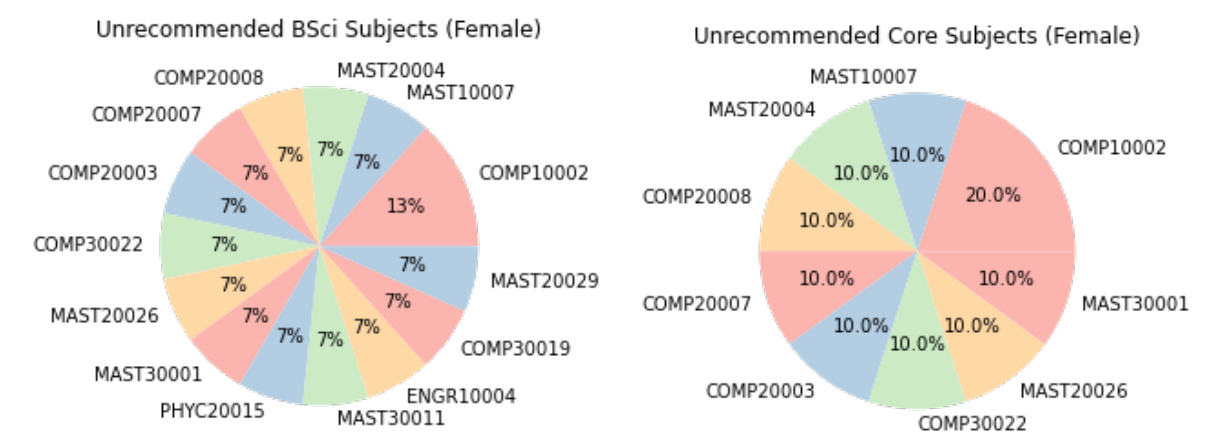 Unrecommended BSci Subjects (Female)
COMP10002
13%
MAST10007
7%
MAST20004
7%
COMP20008
7%
COMP20007
7%
COMP20003
7%
COMP30022
7%
MAST20026
7%
MAST30001
7%
PHYC20015
7%
MAST30011
7%
ENGR10004
7%
COMP30019
7%
MAST20029
7%
Unrecommended Core Subjects (Female)
COMP10002
20.0%
MAST10007
10.0%
MAST20004
10.0%
COMP20008
10.0%
COMP20007
10.0%
COMP20003
10.0%
COMP30022
10.0%
MAST20026
10.0%
MAST30001
10.0%